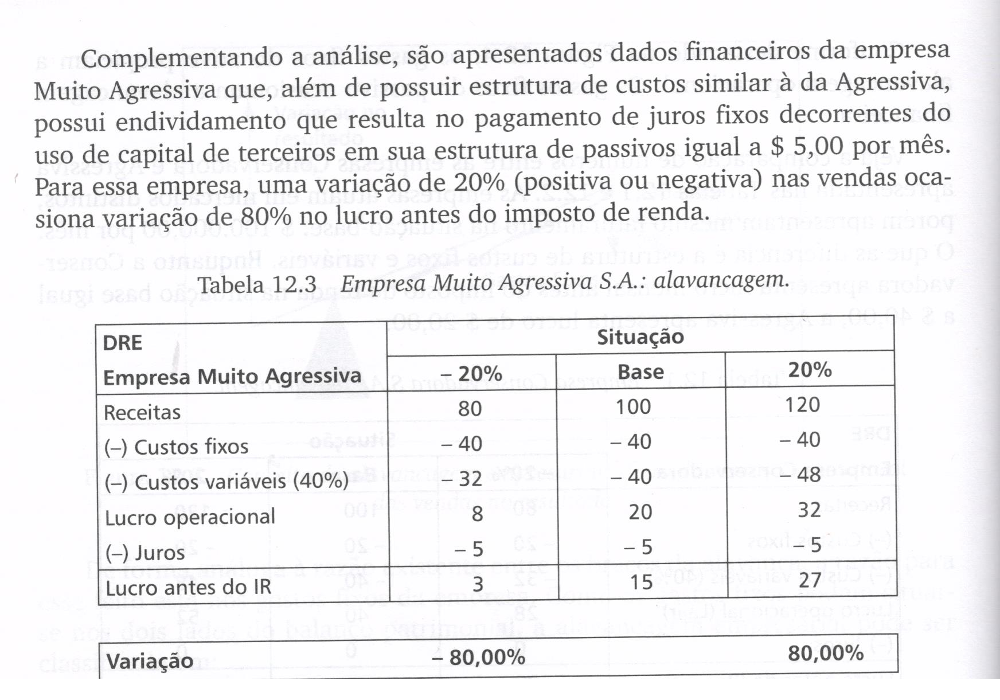 Complementando a análise, são apresentados dados financeiros da empresa
Muito Agressiva que, além de possuir estrutura de custos similar à da Agressiva,
possui endividamento que resulta no pagamento de juros fixos decorrentes do
uso de capital de terceiros em sua estrutura de passivos igual a $ 5,00 por mês.
Para essa empresa, uma variação de 20% (positiva ou negativa) nas vendas oca-
siona variação de 80% no lucro antes do imposto de renda.
Tabela 12.3 Empresa Muito Agressiva S.A.: alavancagem.
DRE Situação
Empresa Muito Agressiva – 20% Base 20%
Receitas 80 100 120
(–) Custos fixos – 40 – 40 – 40
(–) Custos variáveis (40%) – 32 – 40 – 48
Lucro operacional 8 20 32
(–) Juros – 5 – 5 – 5
Lucro antes do IR 3 15 27
Variação – 80,00% 80,00%